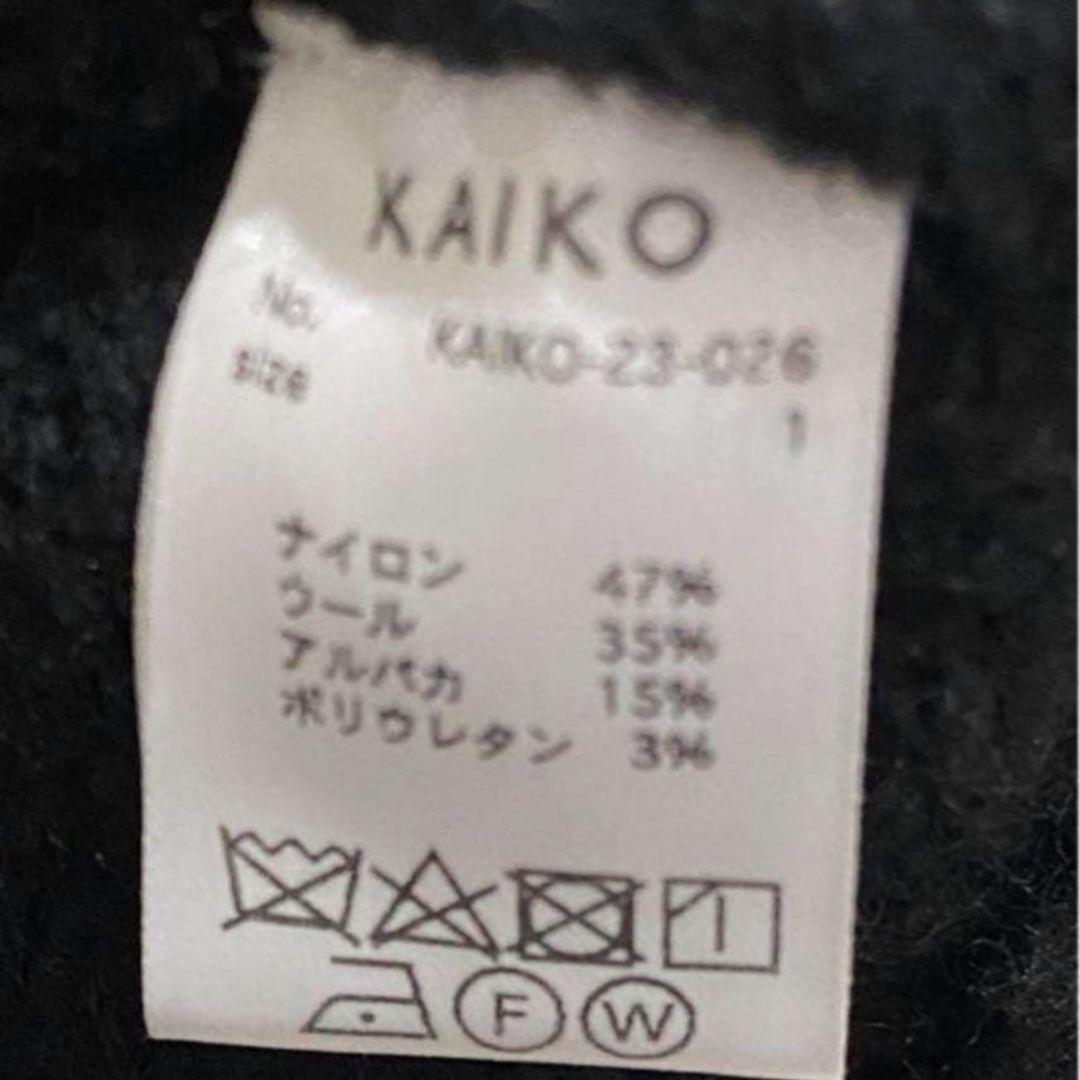 KAIKO
No. KAIKO-23-026
size 1
ナイロン 47%
ウール 35%
アルパカ 15%
ポリウレタン 3%
F W